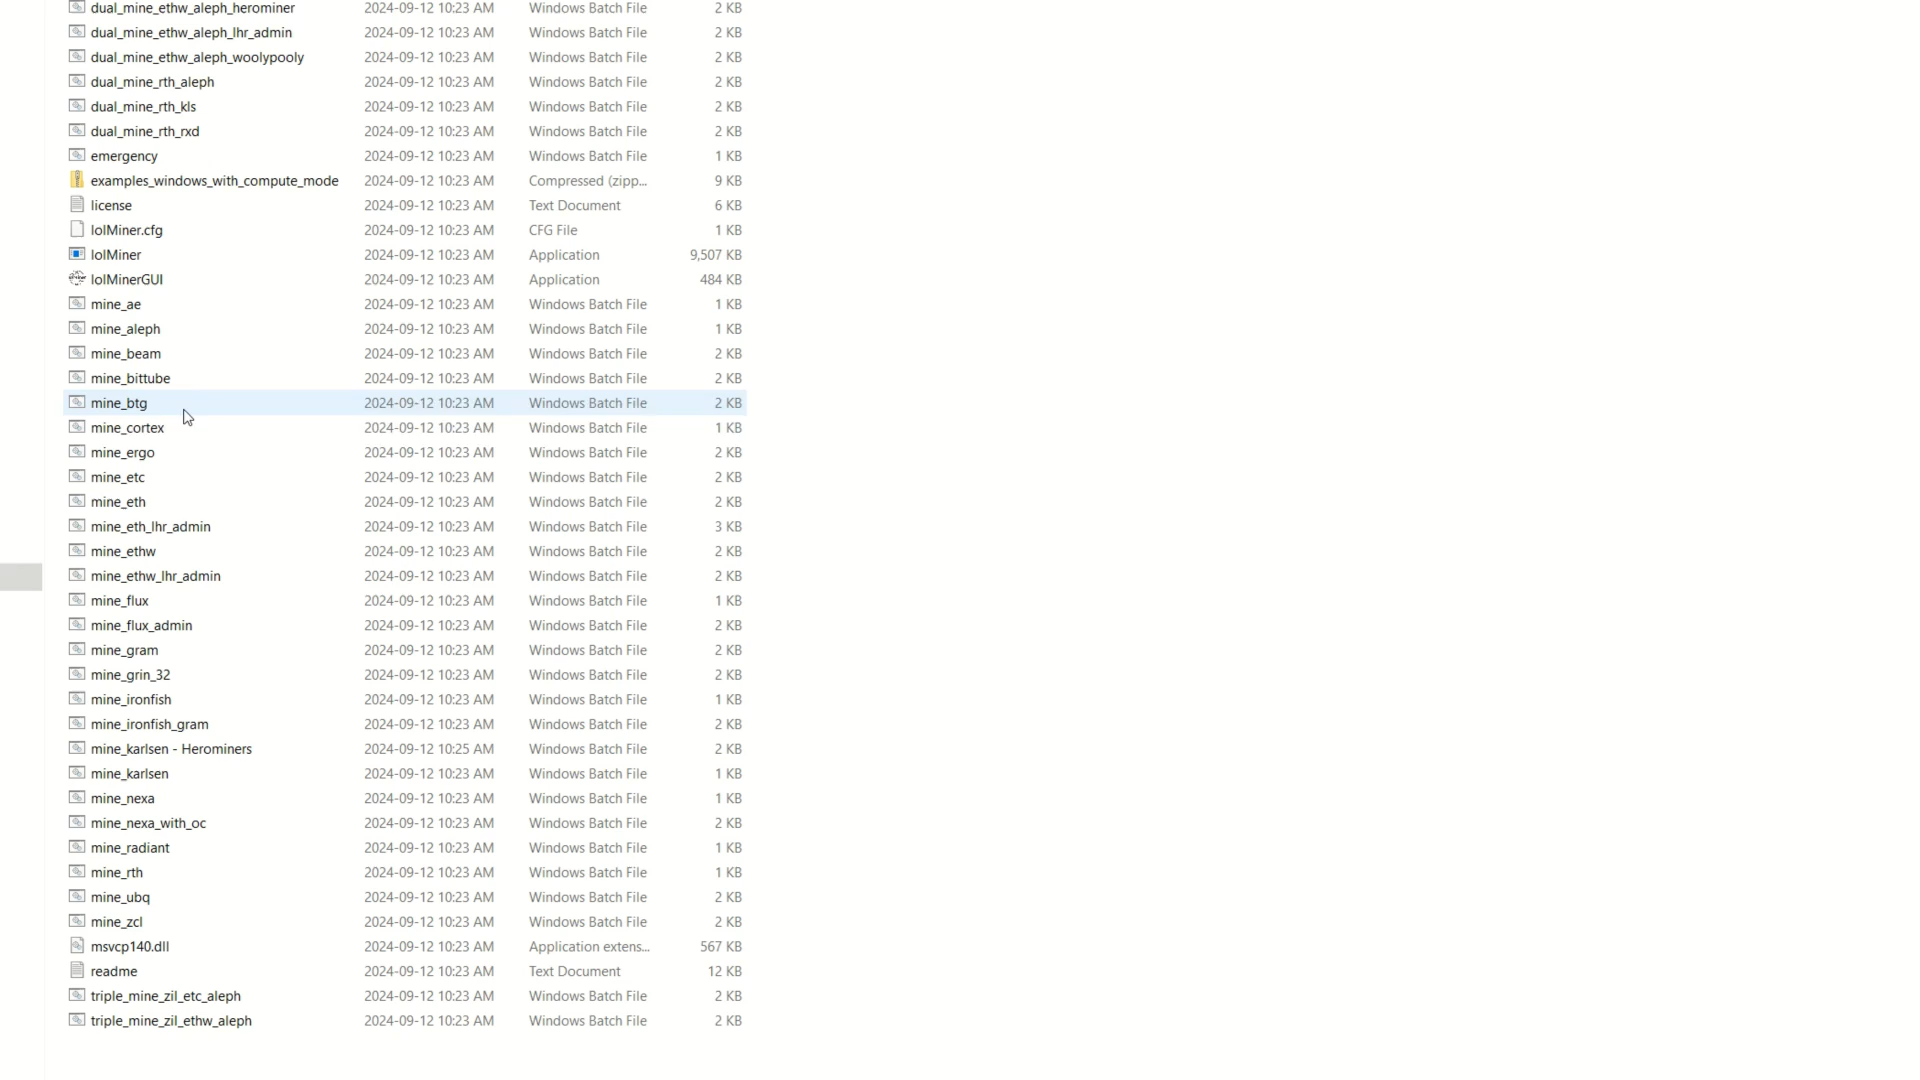 dual_mine_ethw_aleph_herominer 2024-09-12 10:23 AM Windows Batch File 2 KB
dual_mine_ethw_aleph_lhr_admin 2024-09-12 10:23 AM Windows Batch File 2 KB
dual_mine_ethw_aleph_woolypooly 2024-09-12 10:23 AM Windows Batch File 2 KB
dual_mine_rth_aleph 2024-09-12 10:23 AM Windows Batch File 2 KB
dual_mine_rth_kls 2024-09-12 10:23 AM Windows Batch File 2 KB
dual_mine_rth_rxd 2024-09-12 10:23 AM Windows Batch File 2 KB
emergency 2024-09-12 10:23 AM Windows Batch File 1 KB
examples_windows_with_compute_mode 2024-09-12 10:23 AM Compressed (zipp... 9 KB
license 2024-09-12 10:23 AM Text Document 6 KB
lolMiner.cfg 2024-09-12 10:23 AM CFG File 1 KB
lolMiner 2024-09-12 10:23 AM Application 9,507 KB
lolMinerGUI 2024-09-12 10:23 AM Application 484 KB
mine_ae 2024-09-12 10:23 AM Windows Batch File 1 KB
mine_aleph 2024-09-12 10:23 AM Windows Batch File 1 KB
mine_beam 2024-09-12 10:23 AM Windows Batch File 2 KB
mine_bittube 2024-09-12 10:23 AM Windows Batch File 2 KB
mine_btg 2024-09-12 10:23 AM Windows Batch File 2 KB
mine_cortex 2024-09-12 10:23 AM Windows Batch File 1 KB
mine_ergo 2024-09-12 10:23 AM Windows Batch File 2 KB
mine_etc 2024-09-12 10:23 AM Windows Batch File 2 KB
mine_eth 2024-09-12 10:23 AM Windows Batch File 2 KB
mine_eth_lhr_admin 2024-09-12 10:23 AM Windows Batch File 3 KB
mine_ethw 2024-09-12 10:23 AM Windows Batch File 2 KB
mine_ethw_lhr_admin 2024-09-12 10:23 AM Windows Batch File 2 KB
mine_flux 2024-09-12 10:23 AM Windows Batch File 1 KB
mine_flux_admin 2024-09-12 10:23 AM Windows Batch File 2 KB
mine_gram 2024-09-12 10:23 AM Windows Batch File 2 KB
mine_grin_32 2024-09-12 10:23 AM Windows Batch File 2 KB
mine_ironfish 2024-09-12 10:23 AM Windows Batch File 1 KB
mine_ironfish_gram 2024-09-12 10:23 AM Windows Batch File 2 KB
mine_karlsen - Herominers 2024-09-12 10:25 AM Windows Batch File 2 KB
mine_karlsen 2024-09-12 10:23 AM Windows Batch File 1 KB
mine_nexa 2024-09-12 10:23 AM Windows Batch File 1 KB
mine_nexa_with_oc 2024-09-12 10:23 AM Windows Batch File 2 KB
mine_radiant 2024-09-12 10:23 AM Windows Batch File 1 KB
mine_rth 2024-09-12 10:23 AM Windows Batch File 1 KB
mine_ubq 2024-09-12 10:23 AM Windows Batch File 2 KB
mine_zcl 2024-09-12 10:23 AM Windows Batch File 2 KB
msvcp140.dll 2024-09-12 10:23 AM Application extens... 567 KB
readme 2024-09-12 10:23 AM Text Document 12 KB
triple_mine_zil_etc_aleph 2024-09-12 10:23 AM Windows Batch File 2 KB
triple_mine_zil_ethw_aleph 2024-09-12 10:23 AM Windows Batch File 2 KB